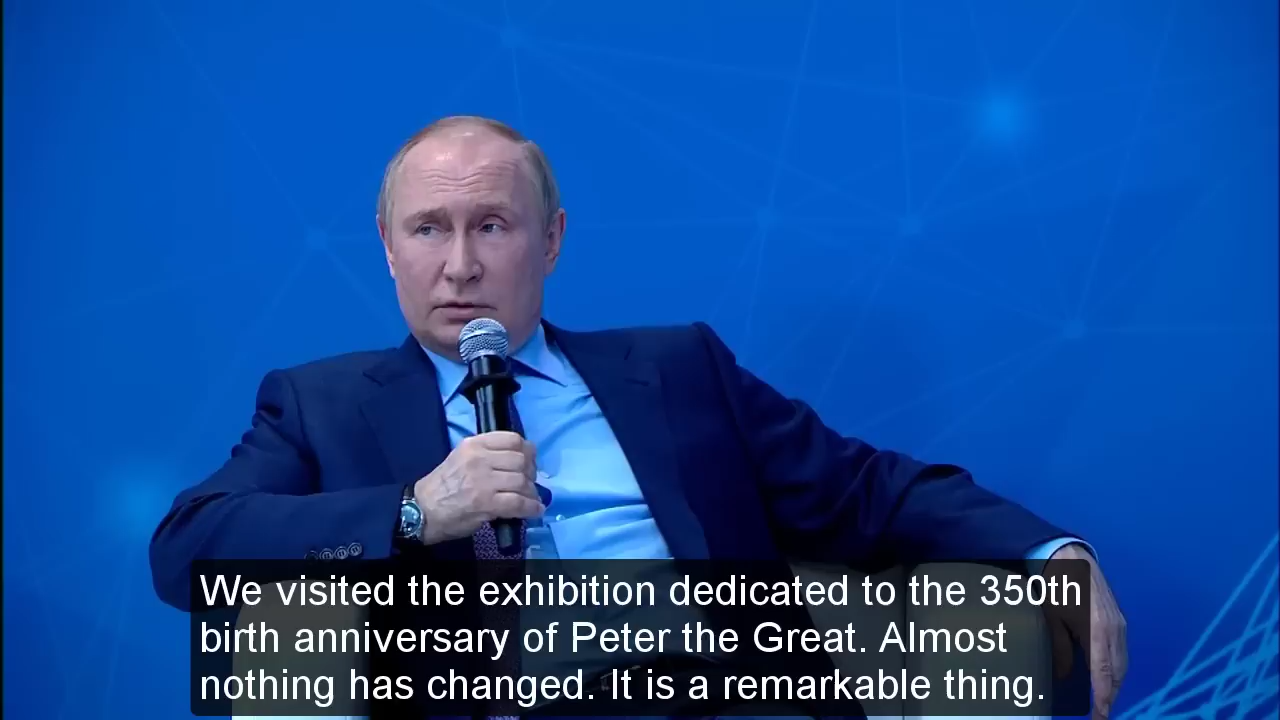 We visited the exhibition dedicated to the 350th
birth anniversary of Peter the Great. Almost
nothing has changed. It is a remarkable thing.